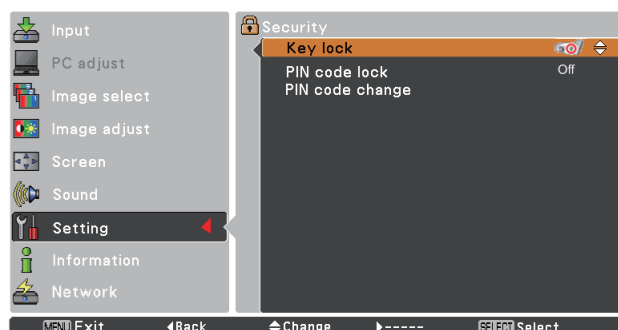 Input
PC adjust
Image select
Image adjust
Screen
Sound
Setting
Information
Network
Security
Key lock
PIN code lock Off
PIN code change
MENU Exit Back Change ----- SELECT Select